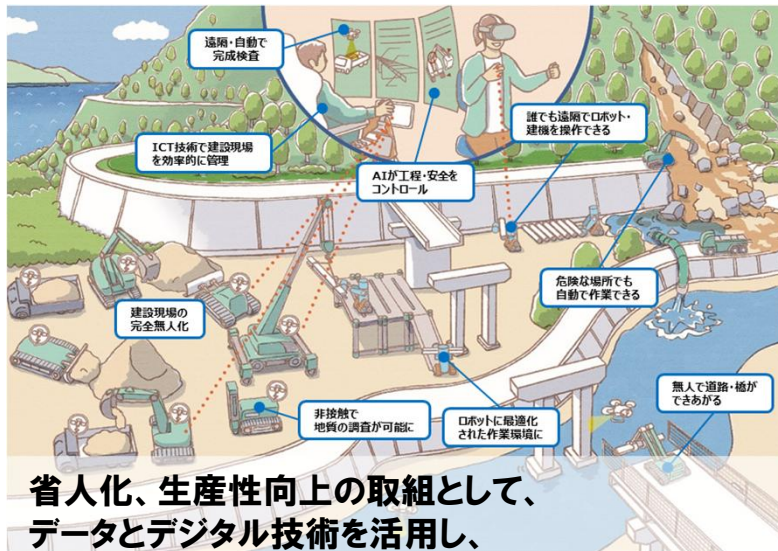 遠隔・自動で
完成検査
ICT技術で建設現場
を効率的に管理
AIが工程・安全を
コントロール
誰でも遠隔でロボット・
建機を操作できる
危険な場所でも
自動で作業できる
建設現場の
完全無人化
非接触で
地質の調査が可能に
ロボットに最適化
された作業環境に
無人で道路・橋が
できあがる
省人化、生産性向上の取組として、
データとデジタル技術を活用し、